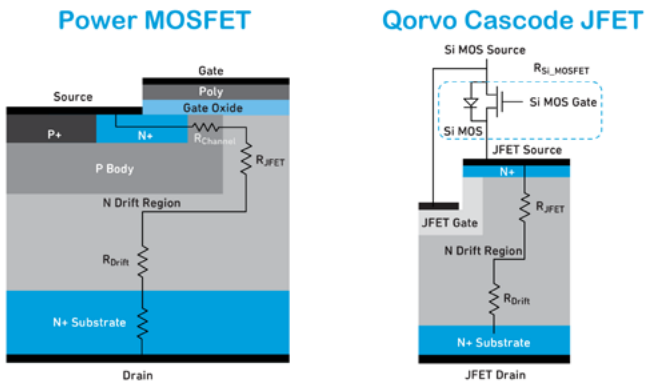 Power MOSFET
Gate
Poly
Source
Gate Oxide
P+
N+
RChannel
RJFET
P Body
N Drift Region
RDrift
N+ Substrate
Drain
Qorvo Cascode JFET
Si MOS Source
RSi_MOSFET
Si MOS Gate
Si MOS
JFET Source
N+
RJFET
JFET Gate
N Drift Region
RDrift
N+ Substrate
JFET Drain